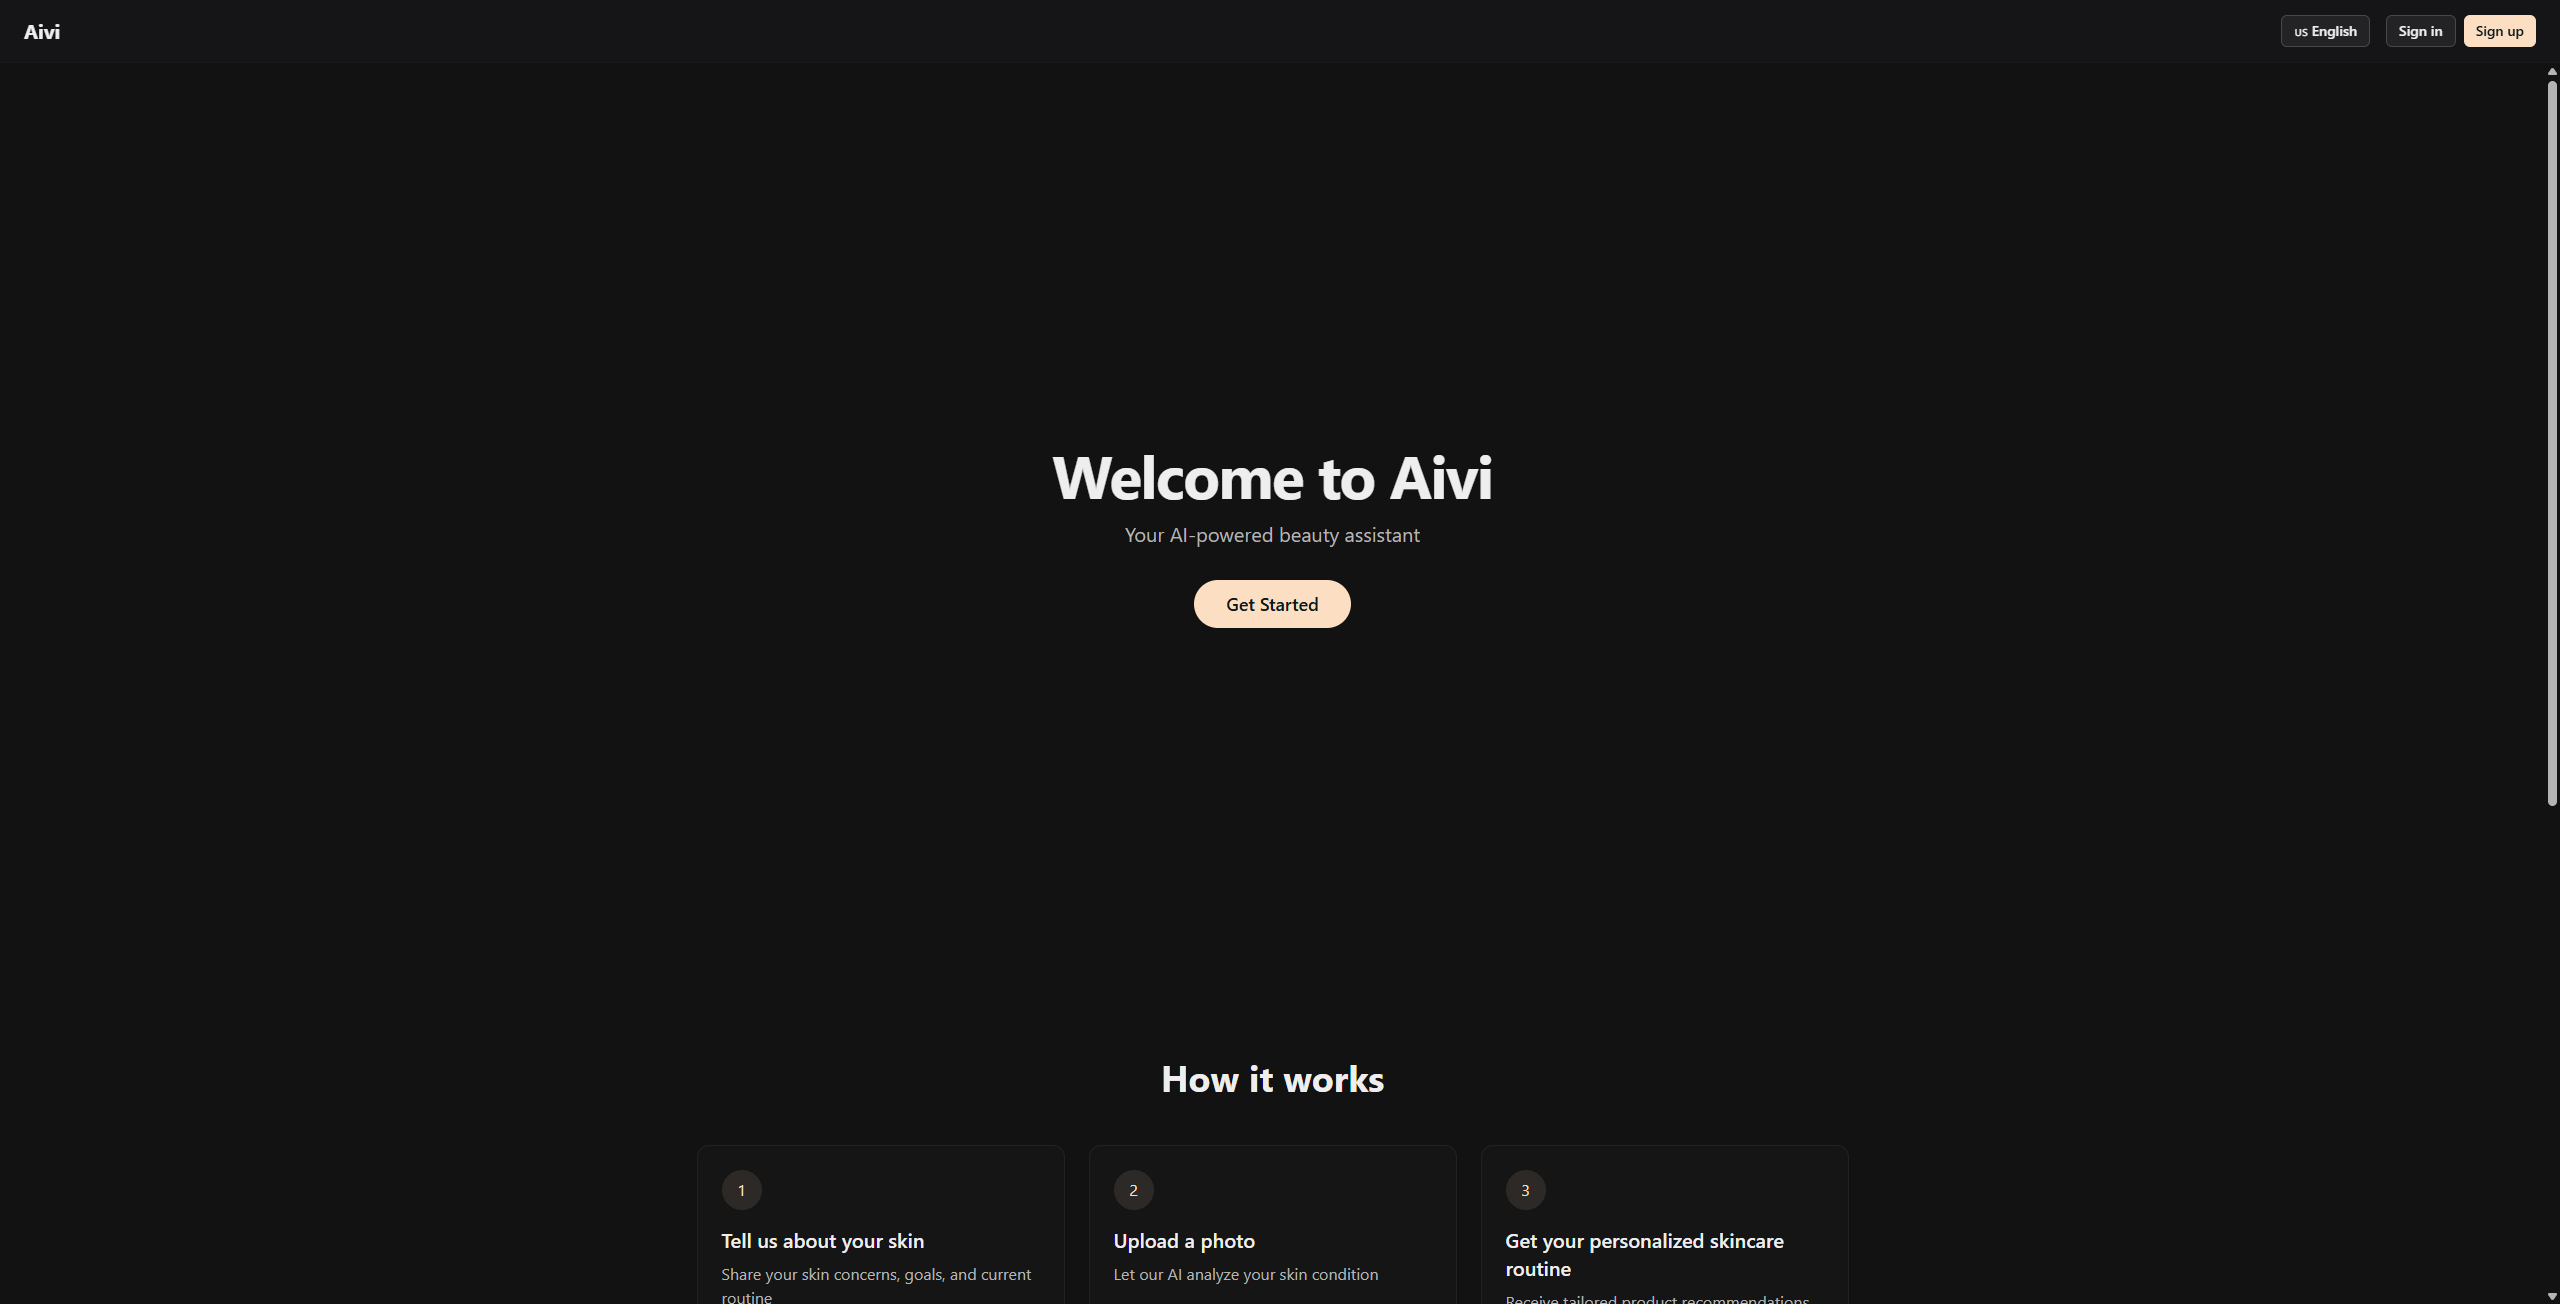 Aivi
US English
Sign in
Sign up
Welcome to Aivi
Your AI-powered beauty assistant
Get Started
How it works
1
Tell us about your skin
Share your skin concerns, goals, and current
routine
2
Upload a photo
Let our AI analyze your skin condition
3
Get your personalized skincare
routine
Receive tailored product recommendations